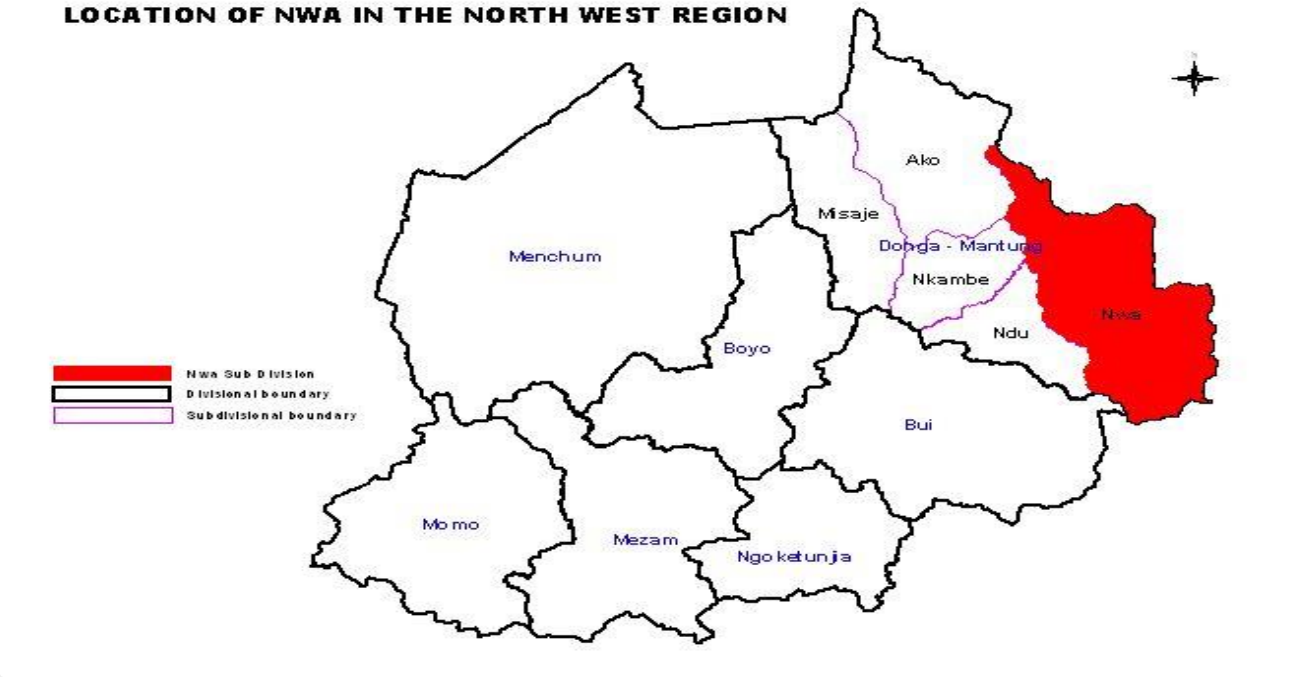 LOCATION OF NWA IN THE NORTH WEST REGION
Ako
Misaje
Donga - Mantung
Menchum
Nkambe
Nwa
Ndu
Boyo
Nwa Sub Division
Divisional boundary
Subdivisional boundary
Bui
Momo
Mezam
Ngoketunjia